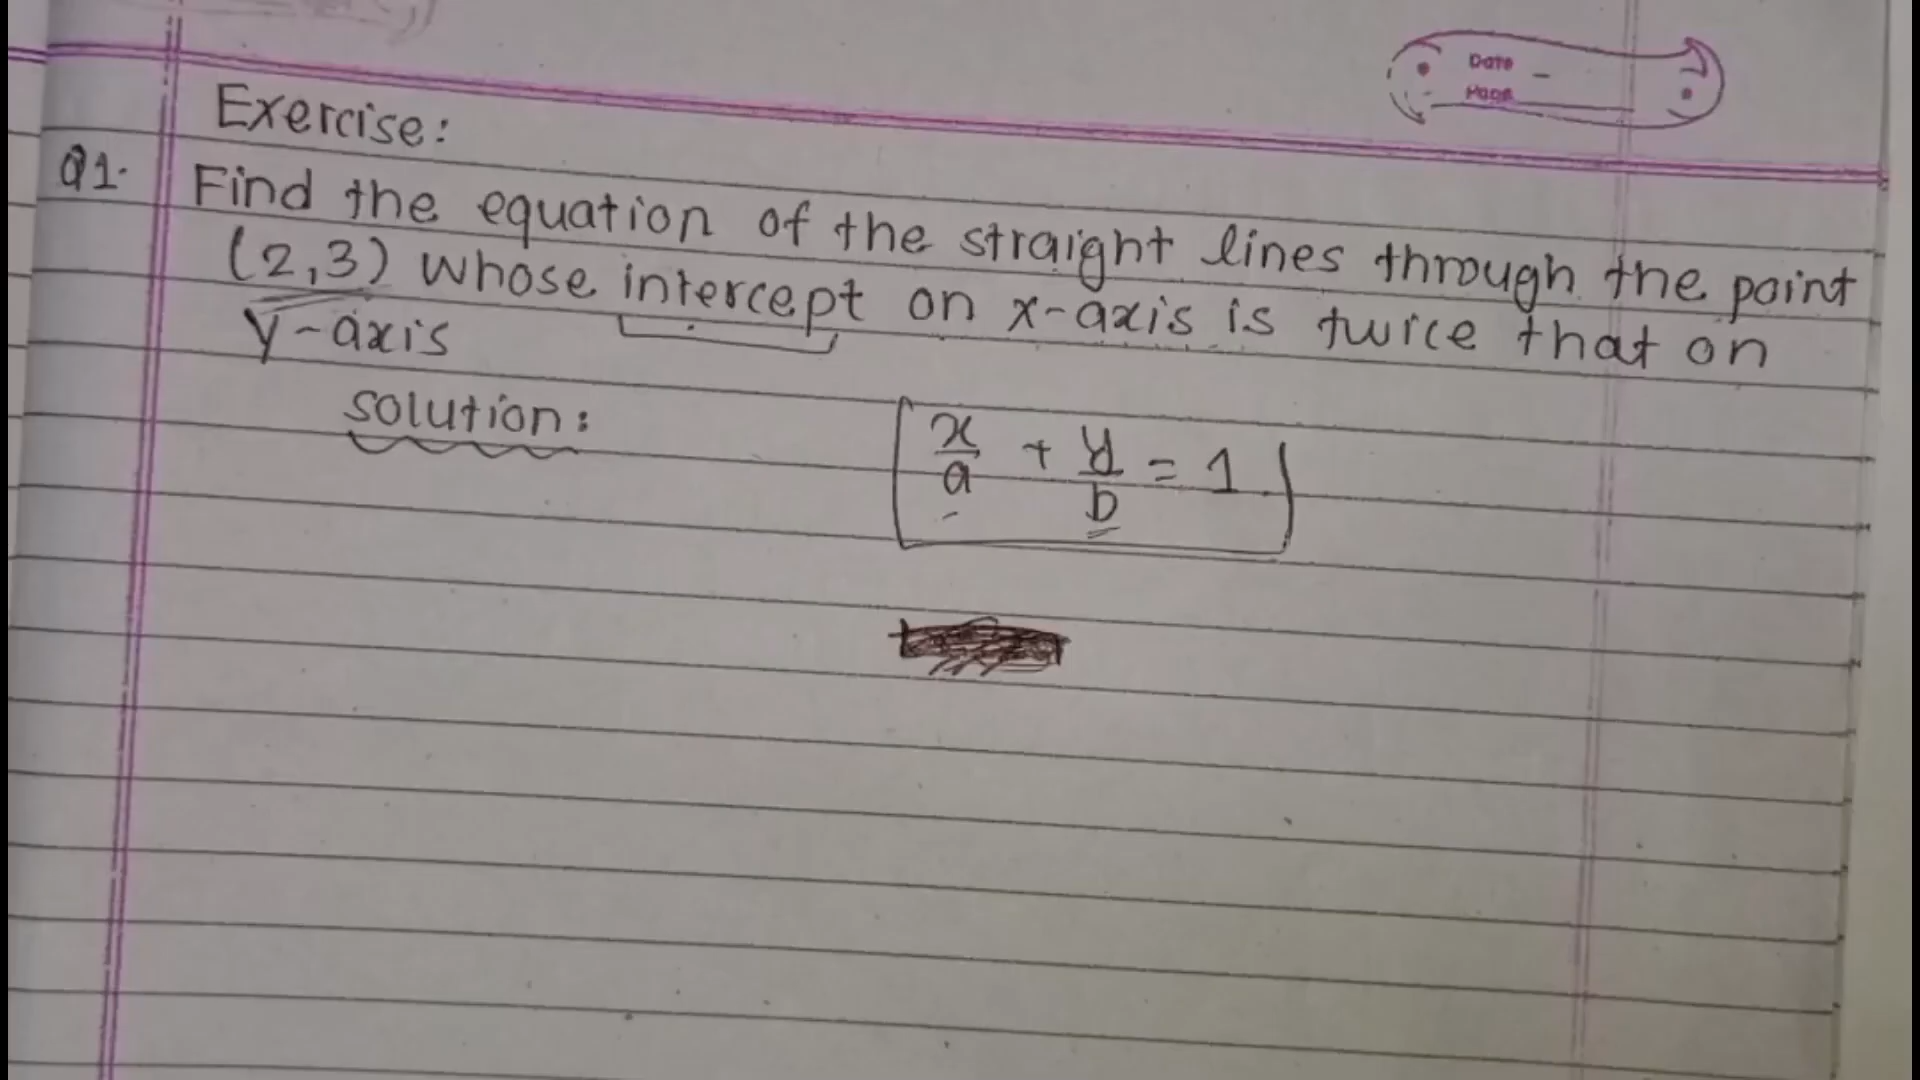 Date
Page
Exercise:
Q1. Find the equation of the straight lines through the point
(2,3) whose intercept on x-axis is twice that on
y-axis
solution:
x/a + y/b = 1